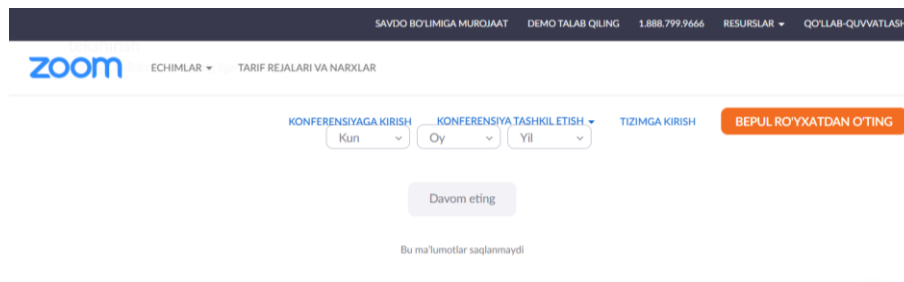 SAVDO BO'LIMIGA MUROJAAT DEMO TALAB QILING 1.888.799.9666 RESURSLAR QO'LLAB-QUVVATLASH
zoom ECHIMLAR TARIF REJALARI VA NARXLAR
KONFERENSIYAGA KIRISH KONFERENSIYA TASHKIL ETISH TIZIMGA KIRISH BEPUL RO'YXATDAN O'TING
Kun Oy Yil
Davom eting
Bu ma'lumotlar saqlanmaydi